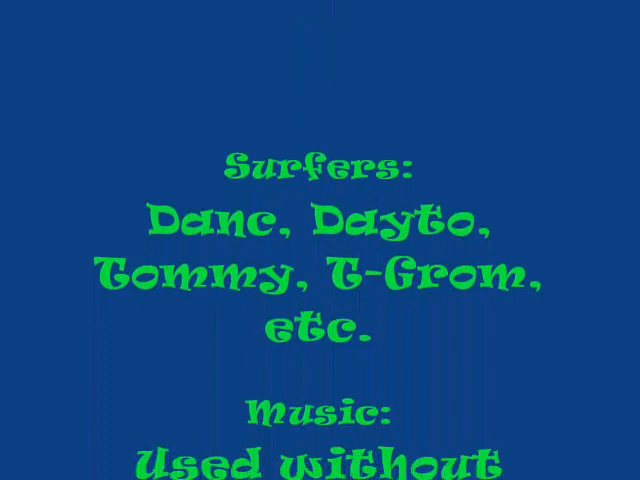 Surfers:
Danc, Dayto,
Tommy, T-Grom,
etc.
Music:
Used without